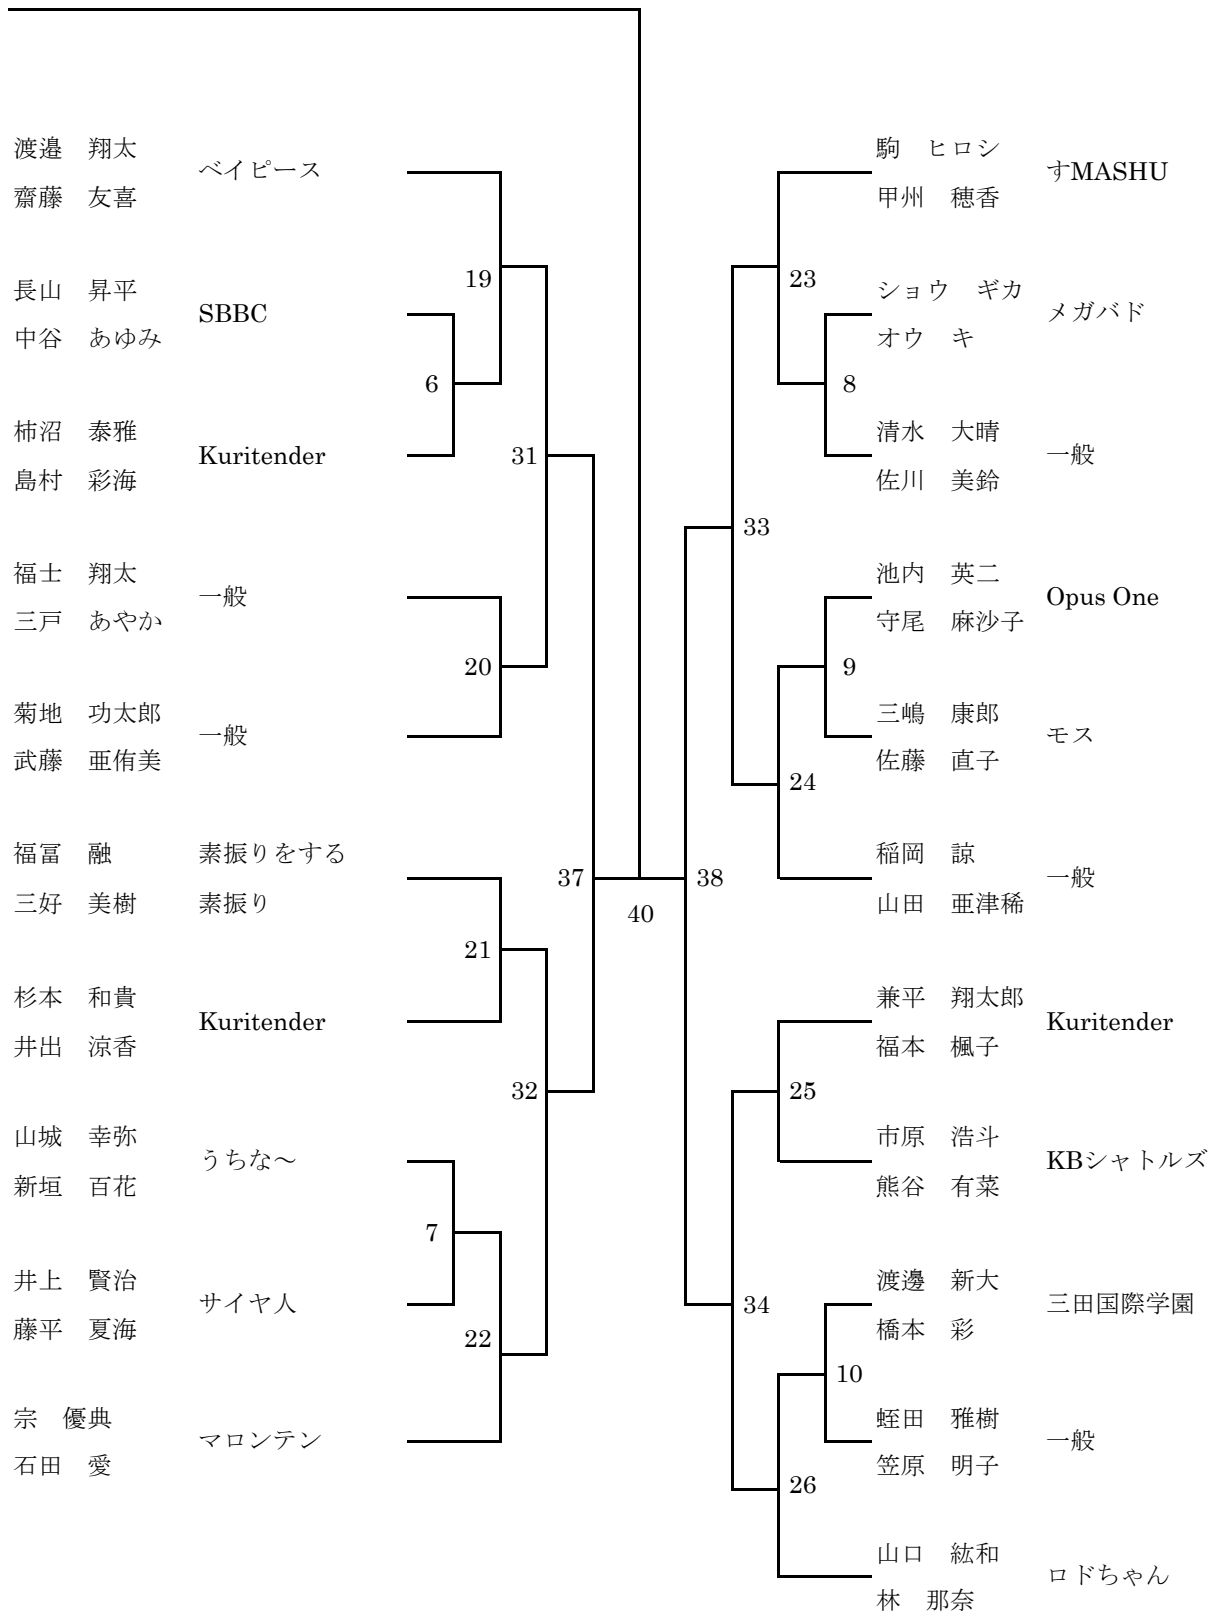 渡邉　翔太
ベイピース
齋藤　友喜
長山　昇平
SBBC
中谷　あゆみ
6
19
柿沼　泰雅
Kuritender
島村　彩海
31
福士　翔太
一般
三戸　あやか
20
菊地　功太郎
一般
武藤　亜侑美
福冨　融
素振りをする
三好　美樹
素振り
37
21
杉本　和貴
Kuritender
井出　涼香
32
山城　幸弥
うちな～
新垣　百花
7
井上　賢治
サイヤ人
藤平　夏海
22
宗　優典
マロンテン
石田　愛
40
駒　ヒロシ
すMASHU
甲州　穂香
23
ショウ　ギカ
メガバド
オウ　キ
8
清水　大晴
一般
佐川　美鈴
33
池内　英二
Opus One
守尾　麻沙子
9
三嶋　康郎
モス
佐藤　直子
24
稲岡　諒
一般
山田　亜津稀
38
兼平　翔太郎
Kuritender
福本　楓子
25
市原　浩斗
KBシャトルズ
熊谷　有菜
34
渡邊　新大
三田国際学園
橋本　彩
10
蛭田　雅樹
一般
笠原　明子
26
山口　紘和
ロドちゃん
林　那奈